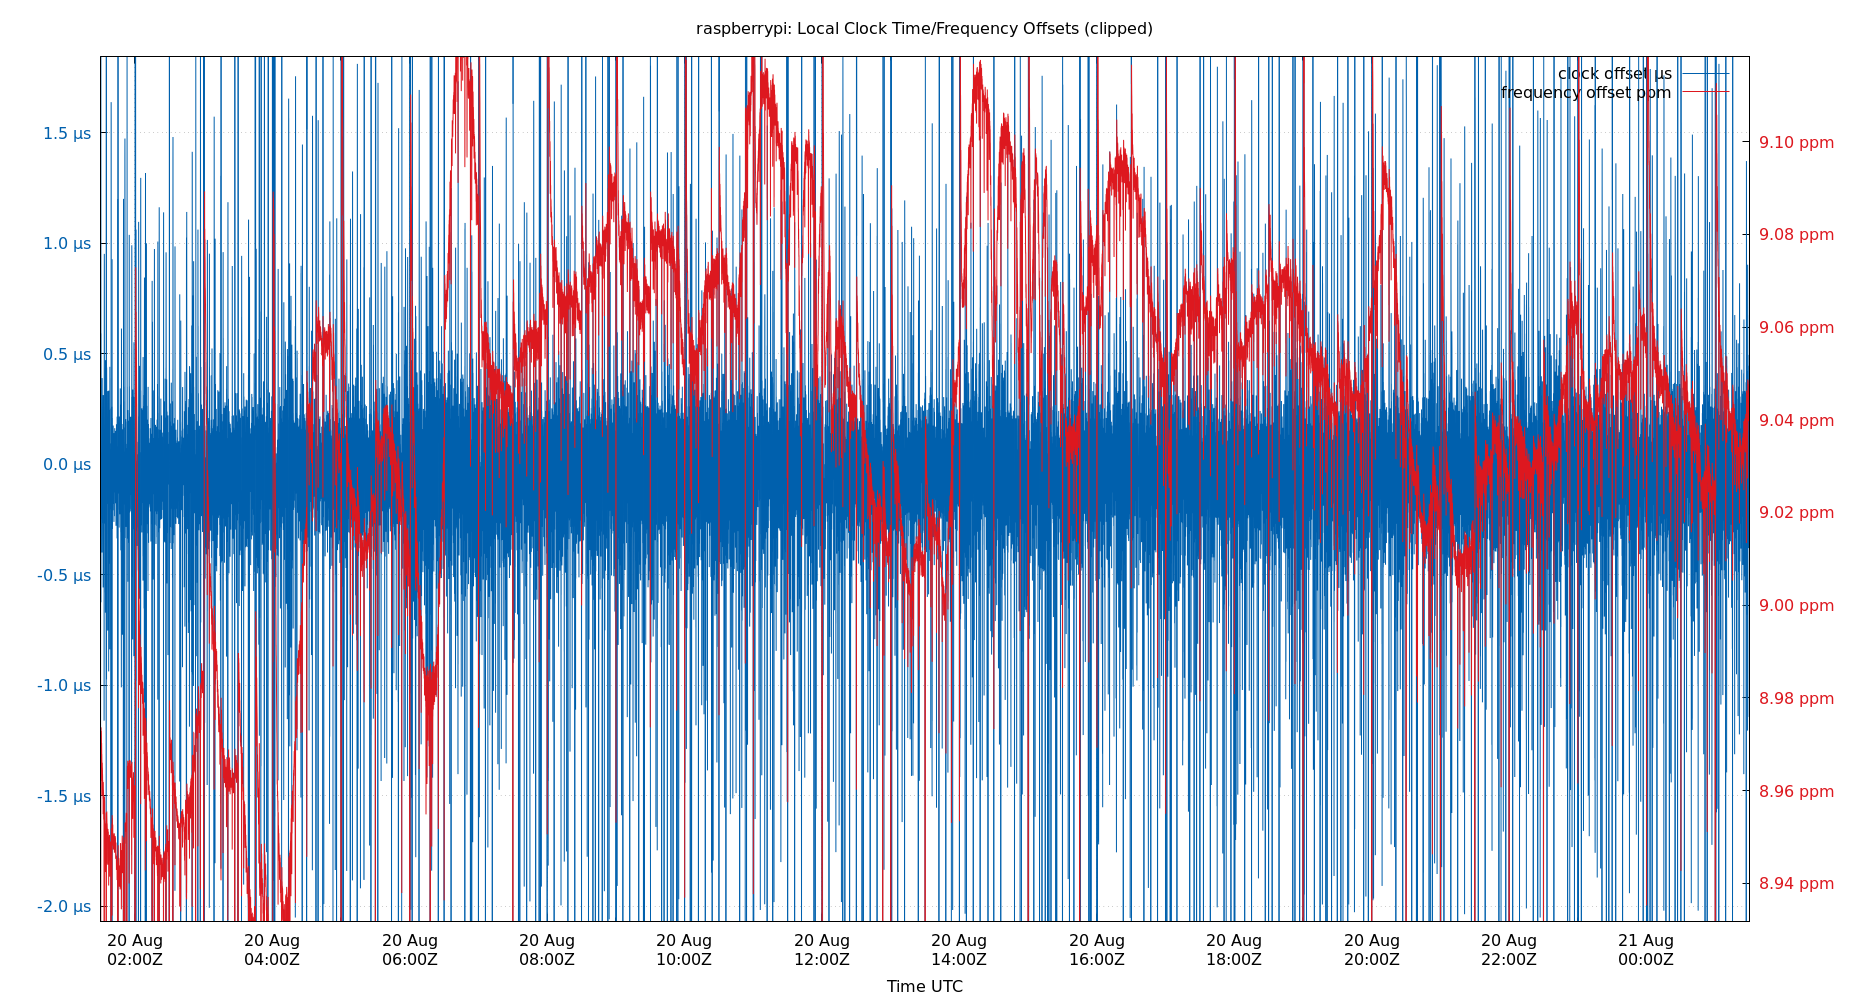 raspberrypi: Local Clock Time/Frequency Offsets (clipped)
clock offset µs
frequency offset ppm
1.5 µs
1.0 µs
0.5 µs
0.0 µs
-0.5 µs
-1.0 µs
-1.5 µs
-2.0 µs
9.10 ppm
9.08 ppm
9.06 ppm
9.04 ppm
9.02 ppm
9.00 ppm
8.98 ppm
8.96 ppm
8.94 ppm
20 Aug 20 Aug 20 Aug 20 Aug 20 Aug 20 Aug 20 Aug 20 Aug 20 Aug 20 Aug 20 Aug 21 Aug
02:00Z 04:00Z 06:00Z 08:00Z 10:00Z 12:00Z 14:00Z 16:00Z 18:00Z 20:00Z 22:00Z 00:00Z
Time UTC